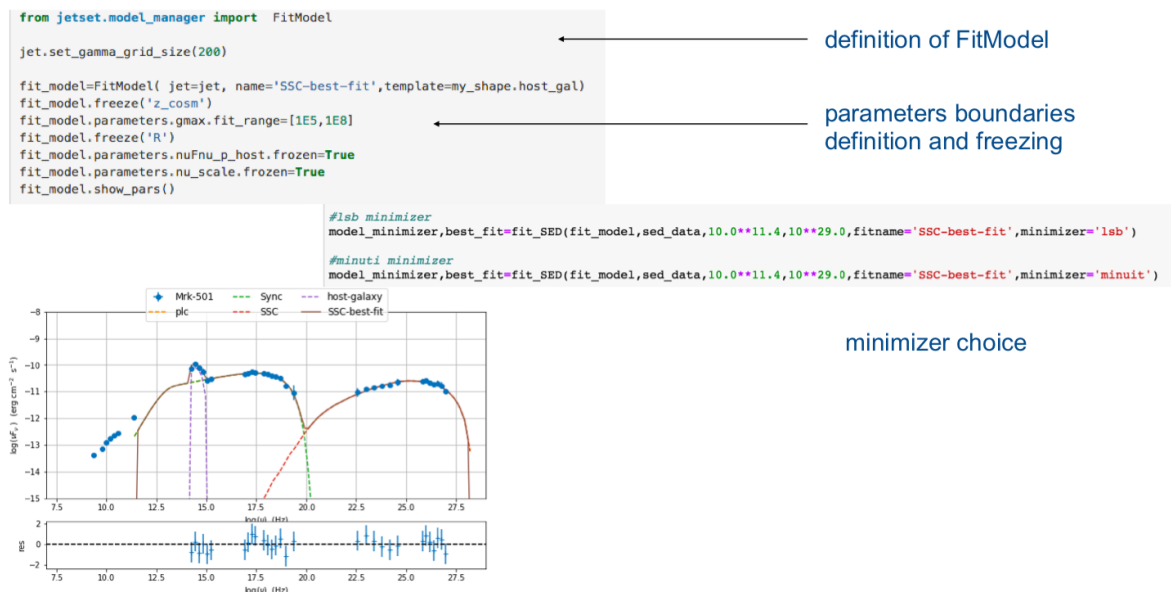 from jetset.model_manager import  FitModel
jet.set_gamma_grid_size(200)
fit_model=FitModel( jet=jet, name='SSC-best-fit',template=my_shape.host_gal)
fit_model.freeze('z_cosm')
fit_model.parameters.gmax.fit_range=[1E5,1E8]
fit_model.freeze('R')
fit_model.parameters.nuFnu_p_host.frozen=True
fit_model.parameters.nu_scale.frozen=True
fit_model.show_pars()
definition of FitModel
parameters boundaries
definition and freezing
#lsb minimizer
model_minimizer,best_fit=fit_SED(fit_model,sed_data,10.0**11.4,10**29.0,fitname='SSC-best-fit',minimizer='lsb')
#minuti minimizer
model_minimizer,best_fit=fit_SED(fit_model,sed_data,10.0**11.4,10**29.0,fitname='SSC-best-fit',minimizer='minuit')
minimizer choice
Mrk-501 Sync host-galaxy
plc SSC SSC-best-fit
log(νFν) (erg cm⁻² s⁻¹)
−8
−9
−10
−11
−12
−13
−14
−15
7.5 10.0 12.5 15.0 17.5 20.0 22.5 25.0 27.5
log(ν) (Hz)
res
2
0
−2
7.5 10.0 12.5 15.0 17.5 20.0 22.5 25.0 27.5
log(ν) (Hz)